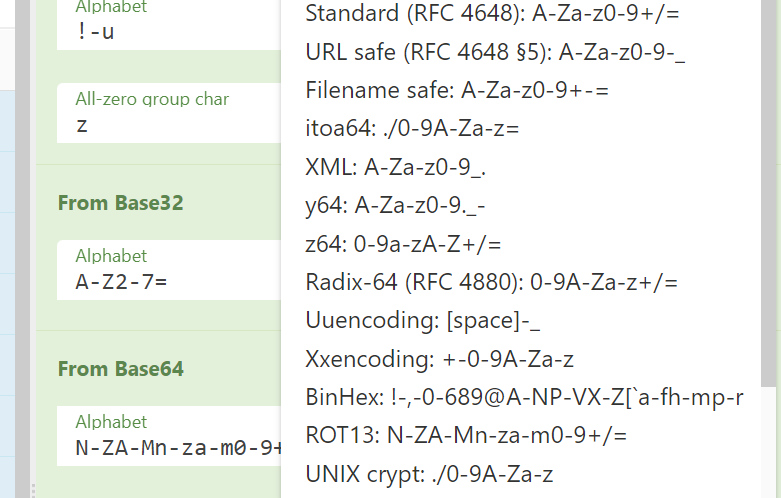 Alphabet
!-u
All-zero group char
z
From Base32
Alphabet
A-Z2-7=
From Base64
Alphabet
N-ZA-Mn-za-m0-9+
Standard (RFC 4648): A-Za-z0-9+/=
URL safe (RFC 4648 §5): A-Za-z0-9-_
Filename safe: A-Za-z0-9+-=
itoa64: ./0-9A-Za-z=
XML: A-Za-z0-9_.
y64: A-Za-z0-9._-
z64: 0-9a-zA-Z+/=
Radix-64 (RFC 4880): 0-9A-Za-z+/=
Uuencoding: [space]-_
Xxencoding: +-0-9A-Za-z
BinHex: !-,-0-689@A-NP-VX-Z[`a-fh-mp-r
ROT13: N-ZA-Mn-za-m0-9+/=
UNIX crypt: ./0-9A-Za-z